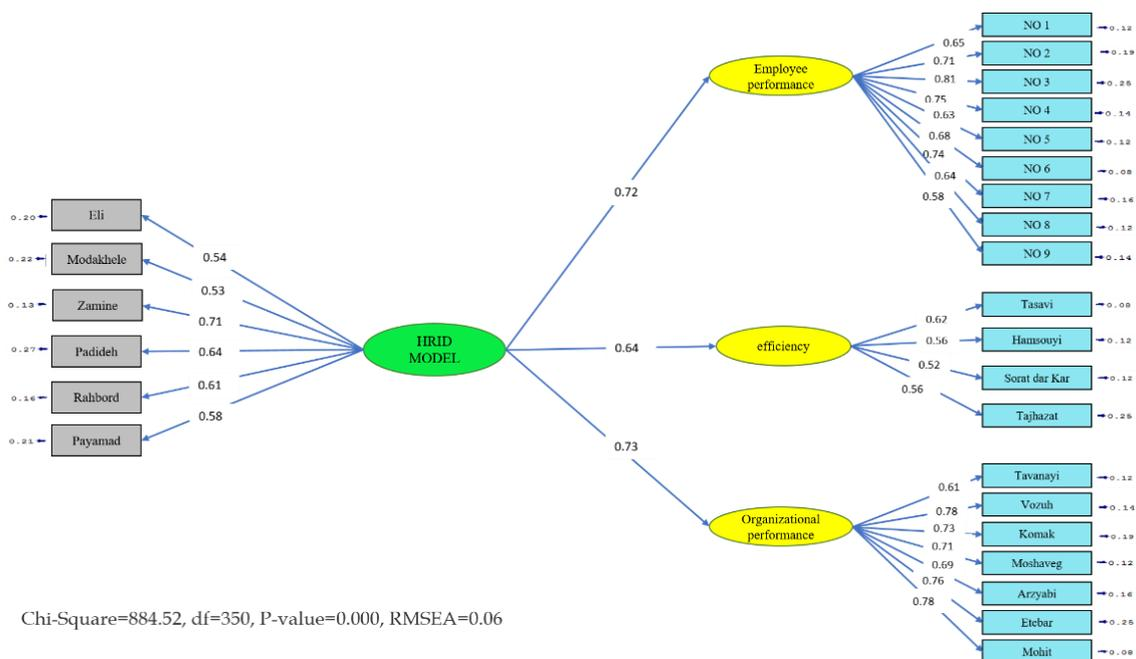 NO 1
0.12
0.65
NO 2
0.19
0.71
Employee
performance
NO 3
0.25
0.81
NO 4
0.14
0.75
NO 5
0.12
0.63
NO 6
0.08
0.68
NO 7
0.16
0.74
NO 8
0.12
0.64
NO 9
0.14
0.58
0.72
0.20
Eli
0.54
0.22
Modakhele
0.53
0.13
Zamine
0.71
0.27
Padideh
0.64
0.16
Rahbord
0.61
0.21
Payamad
0.58
HRID
MODEL
0.64
efficiency
Tasavi
0.62
Hamsouyi
0.12
0.56
Sorat dar Kar
0.12
0.52
Tajhazat
0.25
0.56
0.73
Organizational
performance
Tavanayi
0.12
0.61
Vozuh
0.14
0.78
Komak
0.19
0.73
Moshaveg
0.12
0.71
Arzyabi
0.16
0.69
Etebar
0.25
0.76
Mohit
0.08
0.78
Chi-Square=884.52, df=350, P-value=0.000, RMSEA=0.06